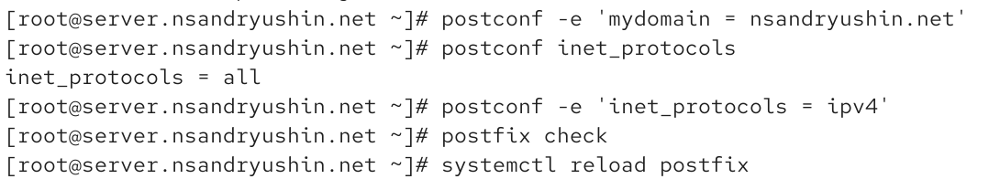 [root@server.nsandryushin.net ~]# postconf -e 'mydomain = nsandryushin.net'
[root@server.nsandryushin.net ~]# postconf inet_protocols
inet_protocols = all
[root@server.nsandryushin.net ~]# postconf -e 'inet_protocols = ipv4'
[root@server.nsandryushin.net ~]# postfix check
[root@server.nsandryushin.net ~]# systemctl reload postfix